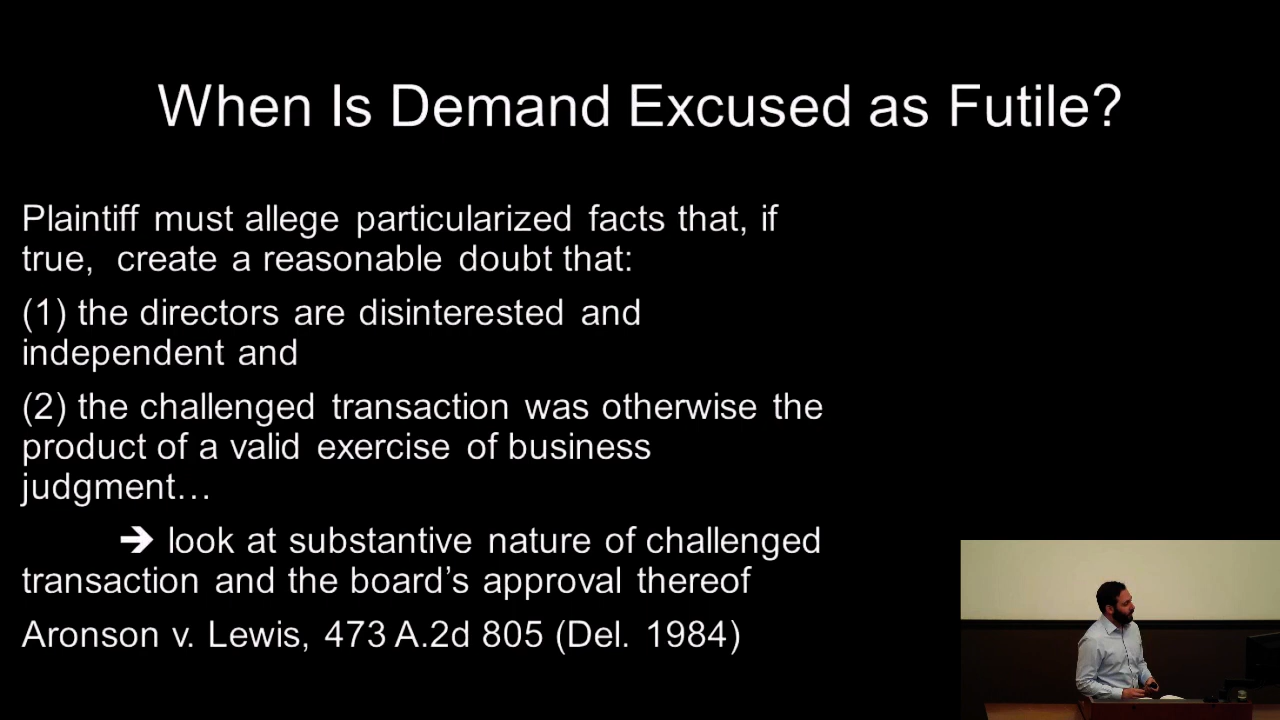 When Is Demand Excused as Futile?
Plaintiff must allege particularized facts that, if
true, create a reasonable doubt that:
(1) the directors are disinterested and
independent and
(2) the challenged transaction was otherwise the
product of a valid exercise of business
judgment…
➔ look at substantive nature of challenged
transaction and the board’s approval thereof
Aronson v. Lewis, 473 A.2d 805 (Del. 1984)